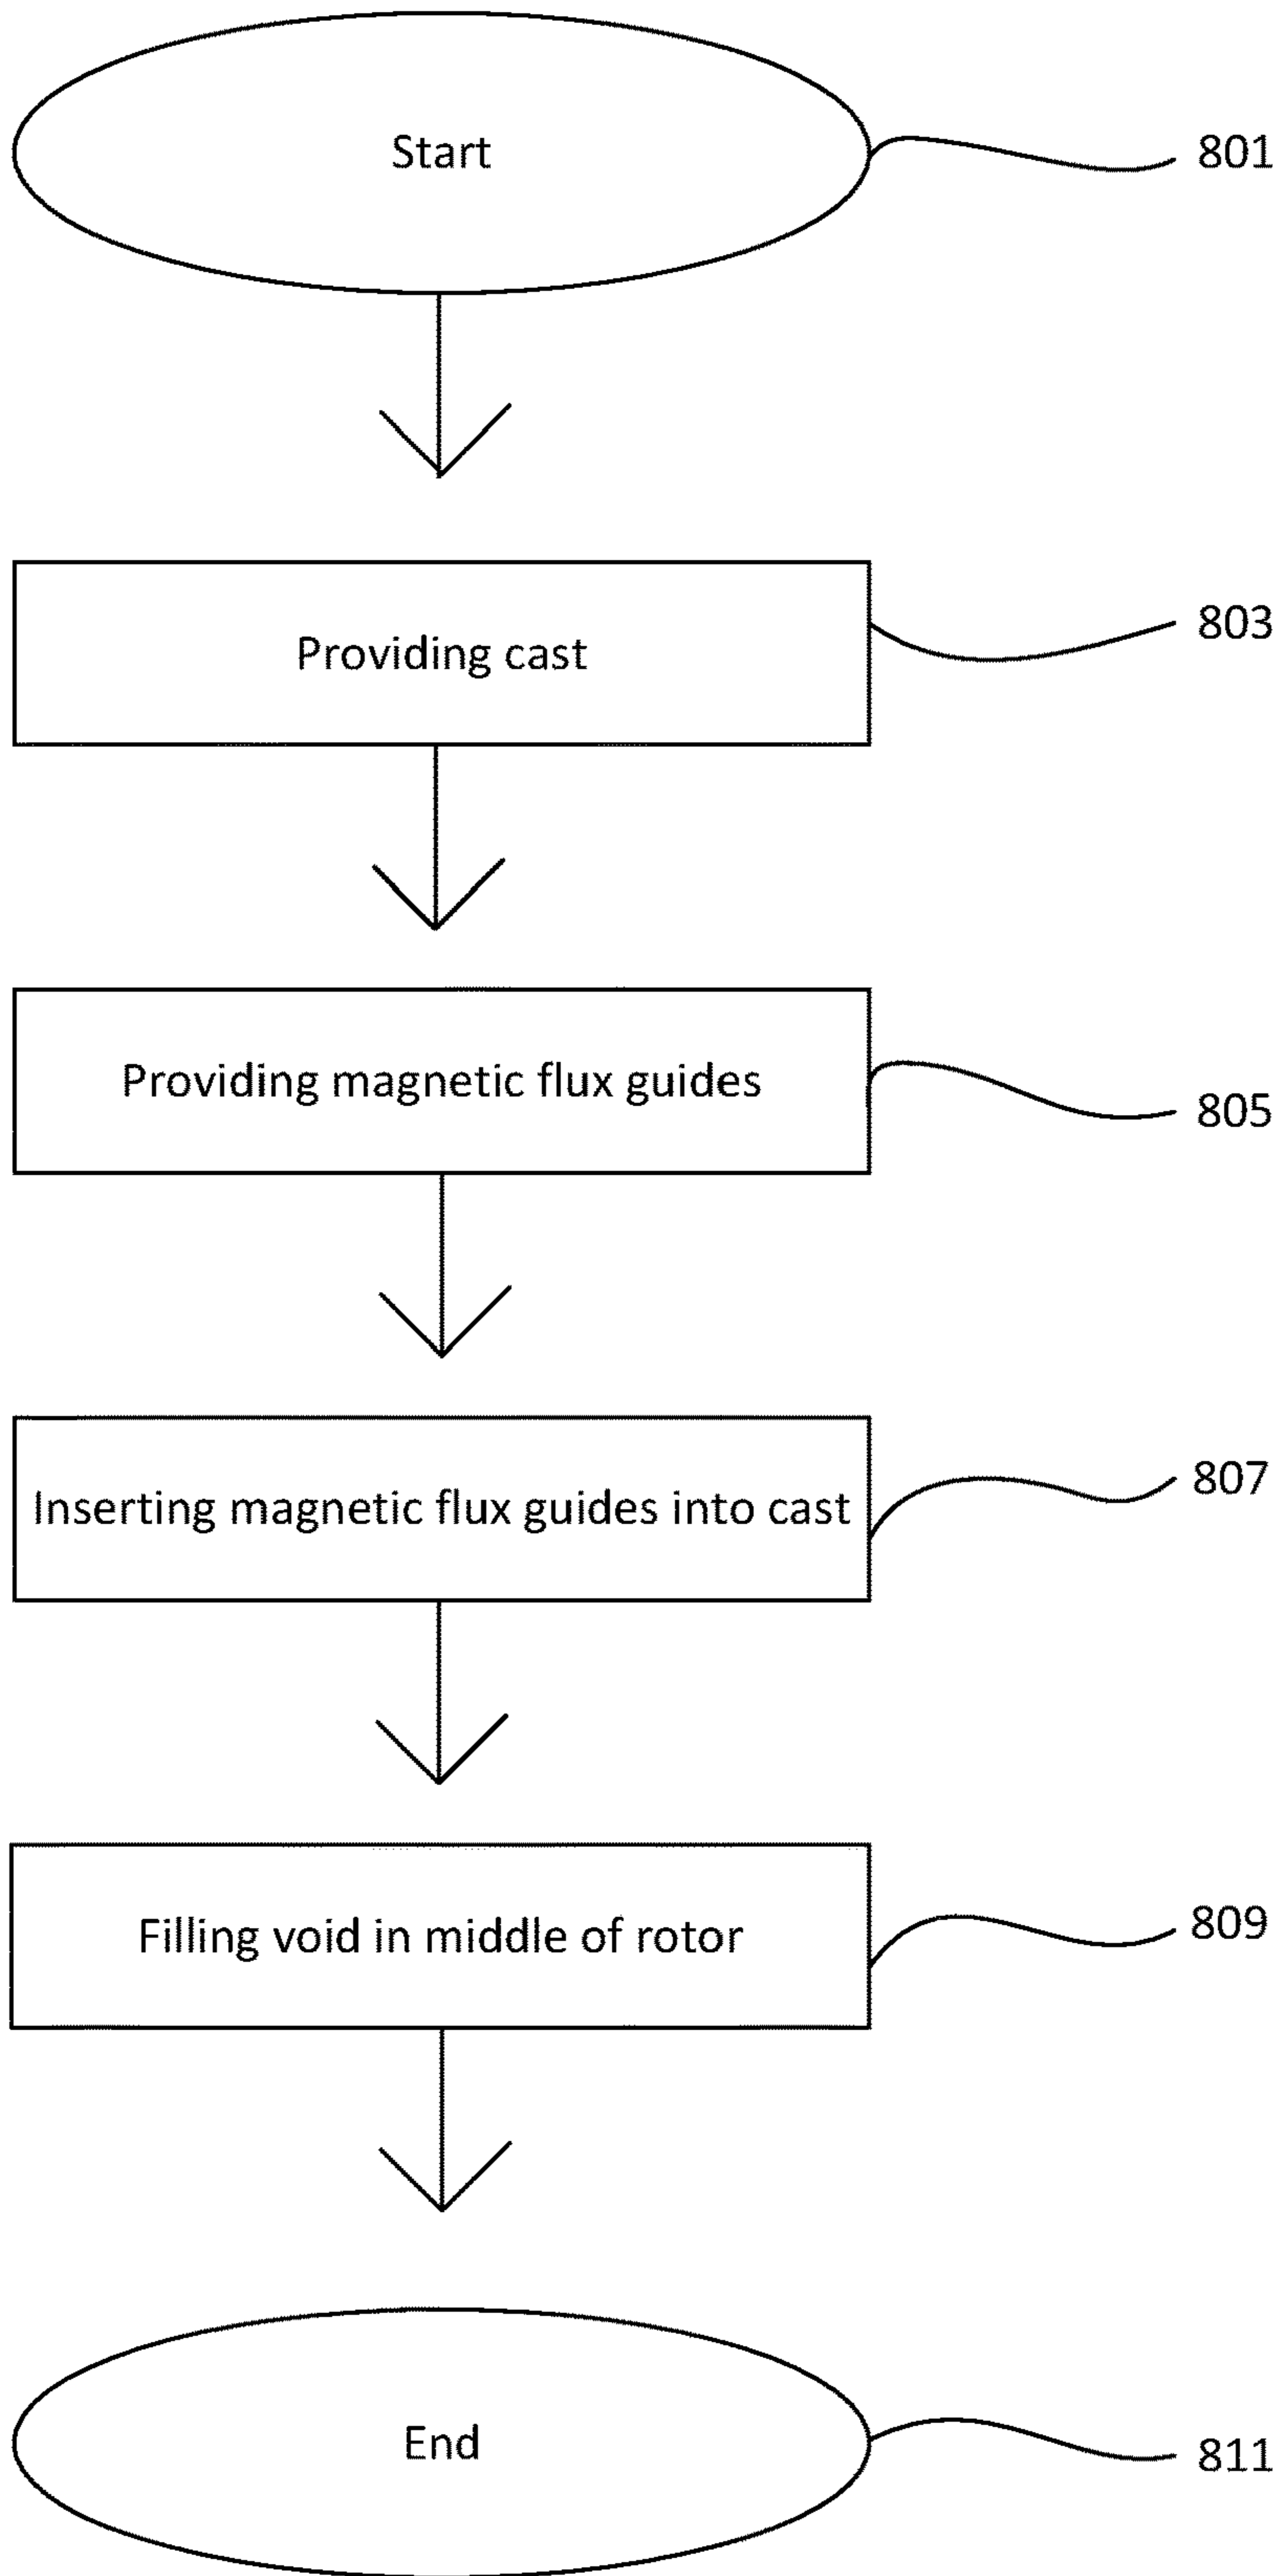 Start
801
Providing cast
803
Providing magnetic flux guides
805
Inserting magnetic flux guides into cast
807
Filling void in middle of rotor
809
End
811